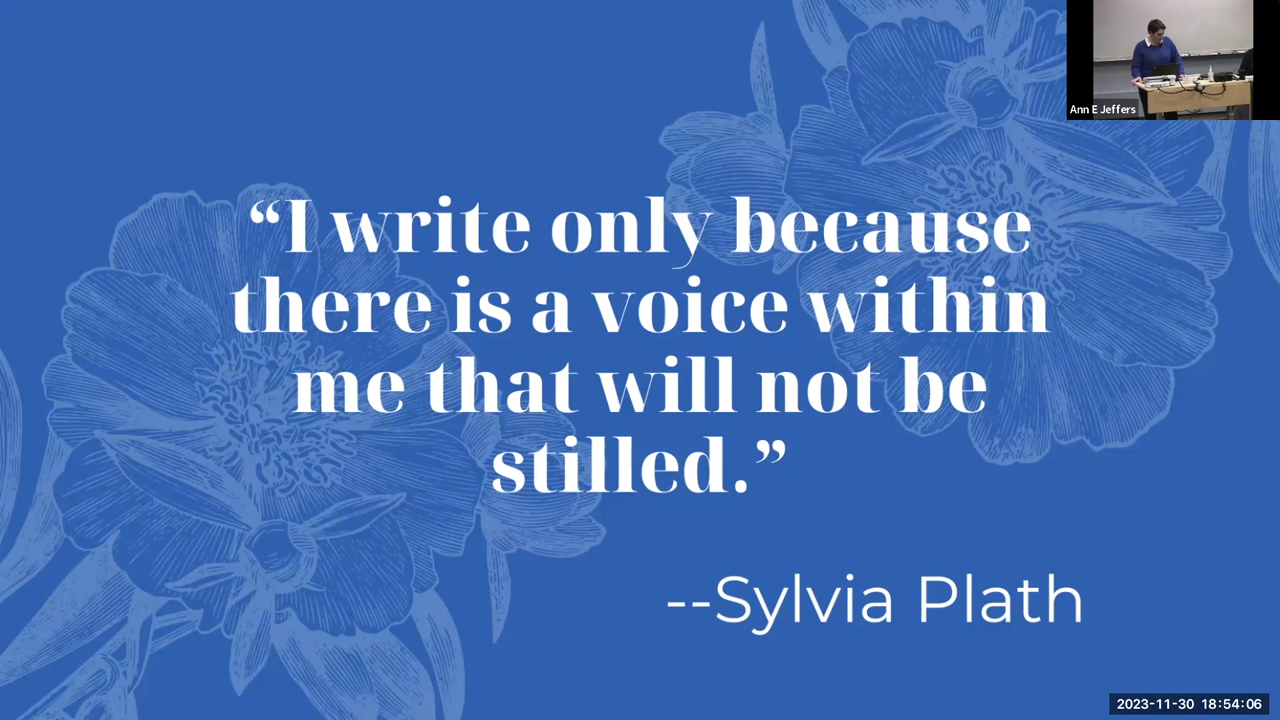 Ann E Jeffers
“I write only because
there is a voice within
me that will not be
stilled.”
--Sylvia Plath
2023-11-30 18:54:06